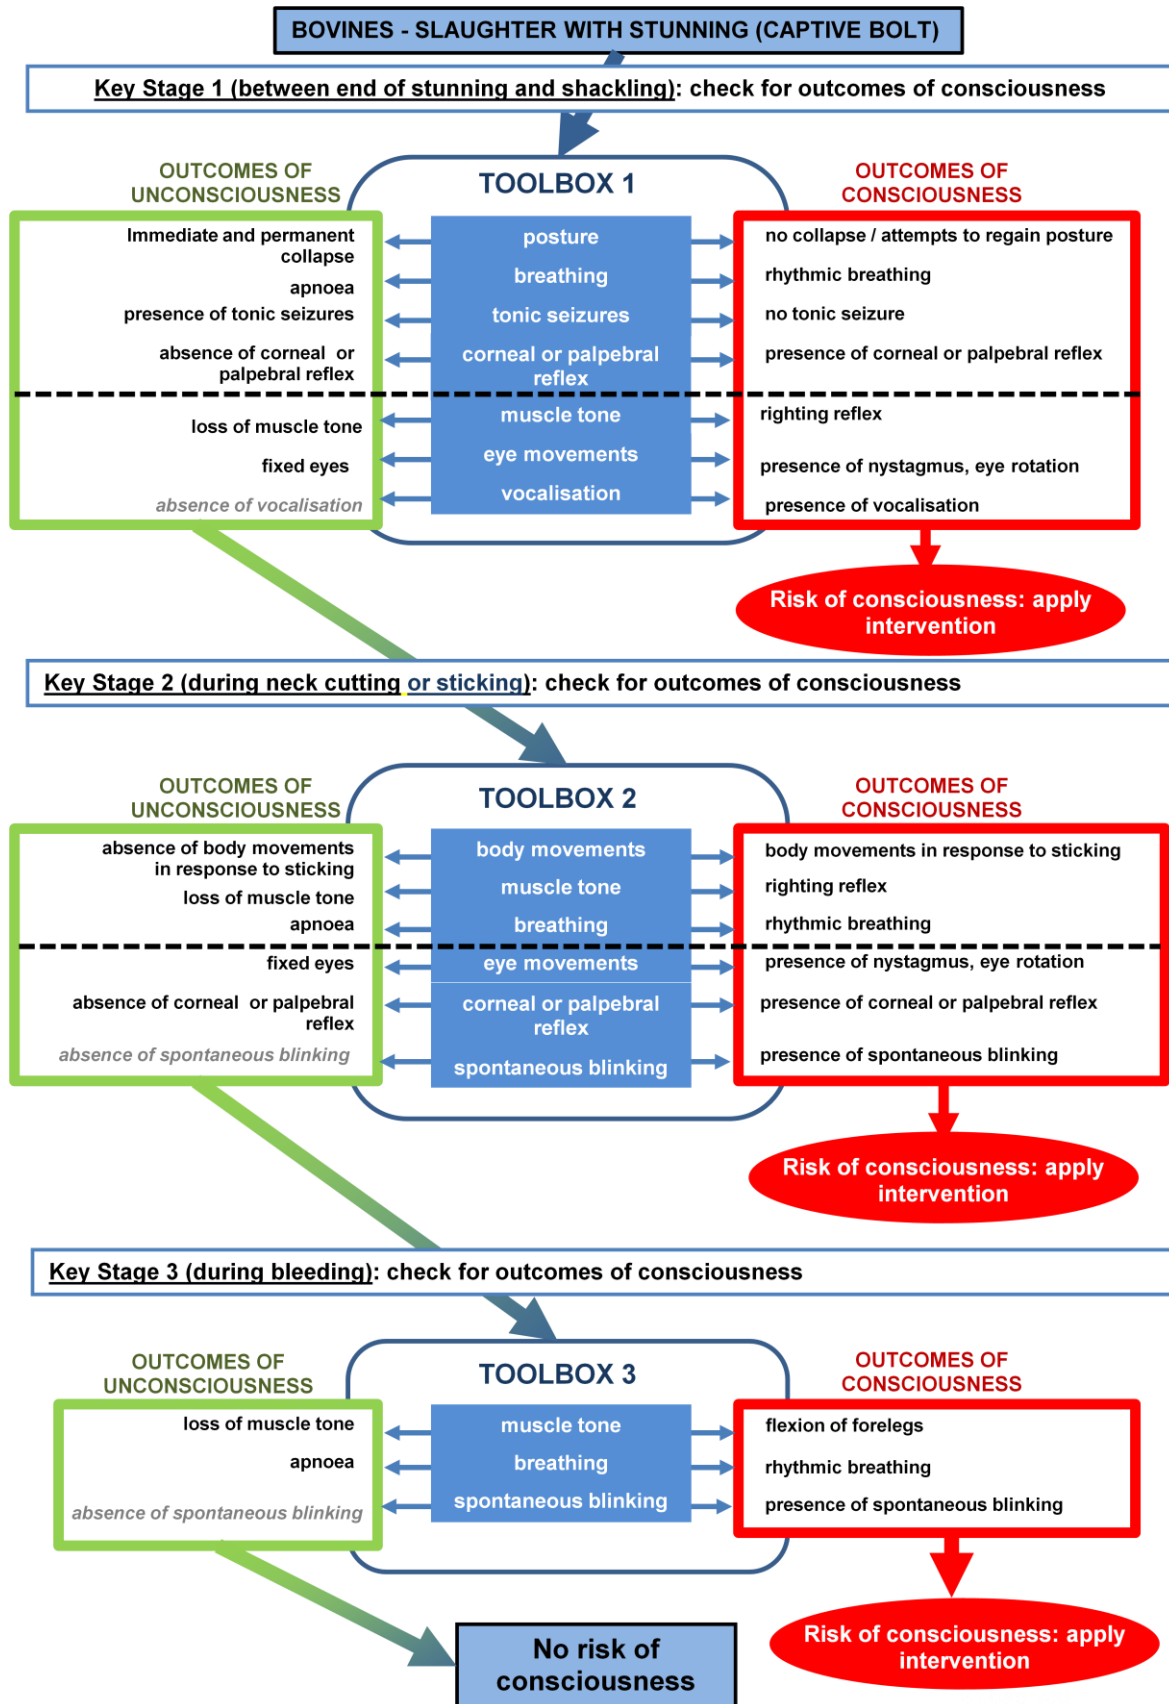 BOVINES - SLAUGHTER WITH STUNNING (CAPTIVE BOLT)
Key Stage 1 (between end of stunning and shackling): check for outcomes of consciousness
OUTCOMES OF
UNCONSCIOUSNESS
TOOLBOX 1
OUTCOMES OF
CONSCIOUSNESS
Immediate and permanent
collapse
posture
no collapse / attempts to regain posture
apnoea
breathing
rhythmic breathing
presence of tonic seizures
tonic seizures
no tonic seizure
absence of corneal or
palpebral reflex
corneal or palpebral
reflex
presence of corneal or palpebral reflex
loss of muscle tone
muscle tone
righting reflex
fixed eyes
eye movements
presence of nystagmus, eye rotation
absence of vocalisation
vocalisation
presence of vocalisation
Risk of consciousness: apply
intervention
Key Stage 2 (during neck cutting or sticking): check for outcomes of consciousness
OUTCOMES OF
UNCONSCIOUSNESS
TOOLBOX 2
OUTCOMES OF
CONSCIOUSNESS
absence of body movements
in response to sticking
body movements
body movements in response to sticking
loss of muscle tone
muscle tone
righting reflex
apnoea
breathing
rhythmic breathing
fixed eyes
eye movements
presence of nystagmus, eye rotation
absence of corneal or palpebral
reflex
corneal or palpebral
reflex
presence of corneal or palpebral reflex
absence of spontaneous blinking
spontaneous blinking
presence of spontaneous blinking
Risk of consciousness: apply
intervention
Key Stage 3 (during bleeding): check for outcomes of consciousness
OUTCOMES OF
UNCONSCIOUSNESS
TOOLBOX 3
OUTCOMES OF
CONSCIOUSNESS
loss of muscle tone
muscle tone
flexion of forelegs
apnoea
breathing
rhythmic breathing
absence of spontaneous blinking
spontaneous blinking
presence of spontaneous blinking
No risk of
consciousness
Risk of consciousness: apply
intervention